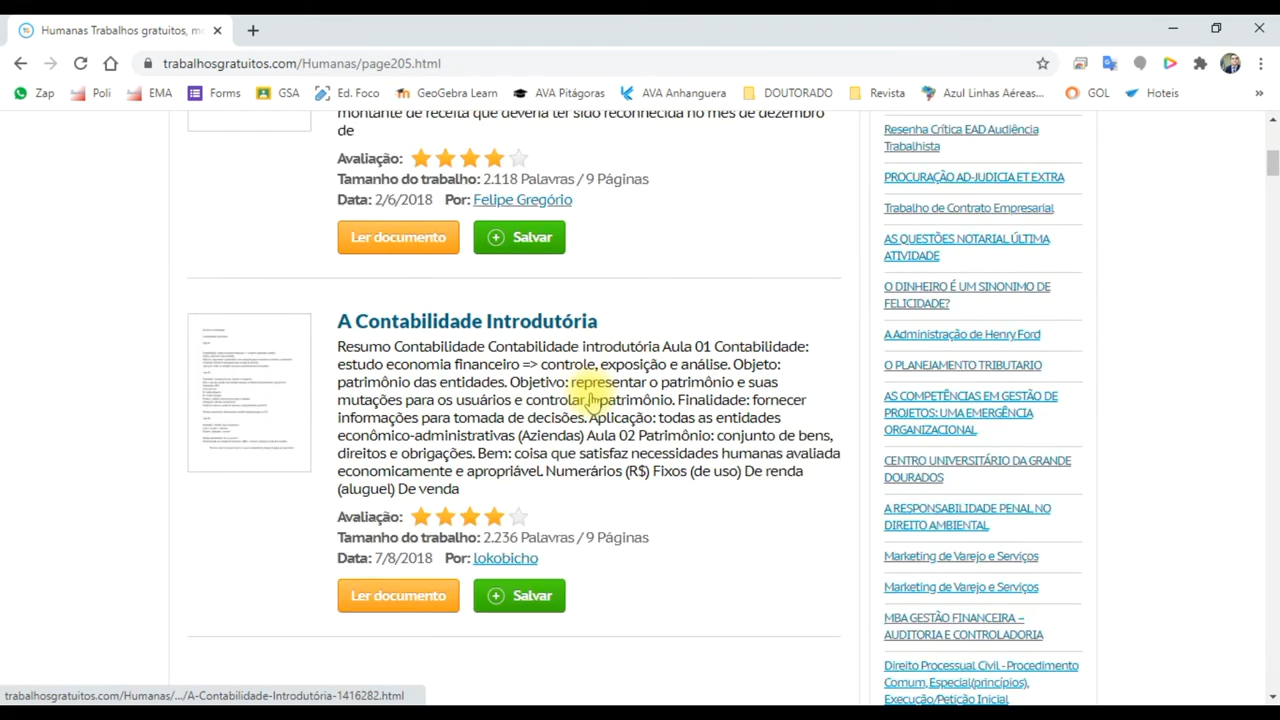 Humanas Trabalhos gratuitos, mo
trabalhosgratuitos.com/Humanas/page205.html
Zap
Poli
EMA
Forms
GSA
Ed. Foco
GeoGebra Learn
AVA Pitágoras
AVA Anhanguera
DOUTORADO
Revista
Azul Linhas Aéreas...
GOL
Hoteis
»
montante de receita que deveria ter sido reconhecida no mês de dezembro
de
Avaliação:
Tamanho do trabalho: 2.118 Palavras / 9 Páginas
Data: 2/6/2018 Por: Felipe Gregório
Ler documento
Salvar
A Contabilidade Introdutória
Resumo Contabilidade Contabilidade introdutória Aula 01 Contabilidade:
estudo economia financeiro => controle, exposição e análise. Objeto:
patrimônio das entidades. Objetivo: representar o patrimônio e suas
mutações para os usuários e controlar o patrimônio. Finalidade: fornecer
informações para tomada de decisões. Aplicação: todas as entidades
econômico-administrativas (Aziendas) Aula 02 Patrimônio: conjunto de bens,
direitos e obrigações. Bem: coisa que satisfaz necessidades humanas avaliada
economicamente e apropriável. Numerários (R$) Fixos (de uso) De renda
(aluguel) De venda
Avaliação:
Tamanho do trabalho: 2.236 Palavras / 9 Páginas
Data: 7/8/2018 Por: lokobicho
Ler documento
Salvar
Resenha Crítica EAD Audiência
Trabalhista
PROCURAÇÃO AD-JUDICIA ET EXTRA
Trabalho de Contrato Empresarial
AS QUESTÕES NOTARIAL ÚLTIMA
ATIVIDADE
O DINHEIRO É UM SINONIMO DE
FELICIDADE?
A Administração de Henry Ford
O PLANEJAMENTO TRIBUTARIO
AS COMPETÊNCIAS EM GESTÃO DE
PROJETOS: UMA EMERGÊNCIA
ORGANIZACIONAL
CENTRO UNIVERSITÁRIO DA GRANDE
DOURADOS
A RESPONSABILIDADE PENAL NO
DIREITO AMBIENTAL
Marketing de Varejo e Serviços
Marketing de Varejo e Serviços
MBA GESTÃO FINANCEIRA –
AUDITORIA E CONTROLADORIA
Direito Processual Civil - Procedimento
Comum, Especial(princípios),
Execução/Petição Inicial
trabalhosgratuitos.com/Humanas/.../A-Contabilidade-Introdutória-1416282.html